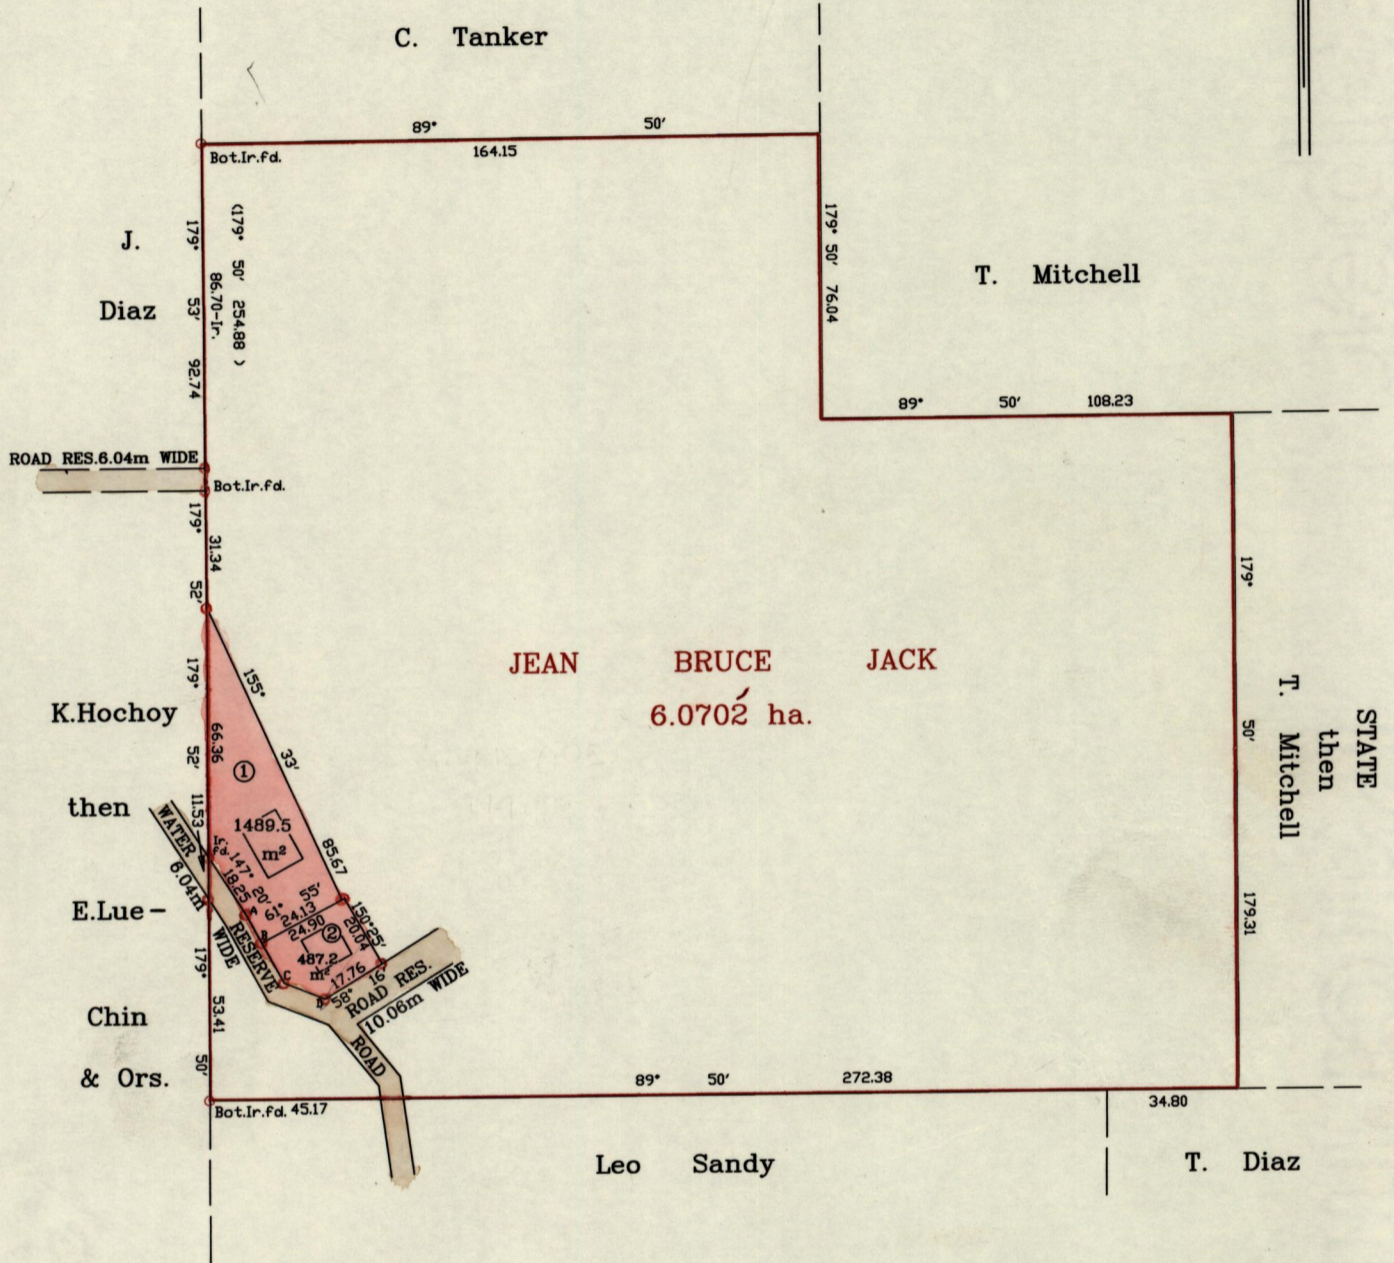 C. Tanker
89° 50'
164.15
Bot.Ir.fd.
179° 53' 92.74
86.70-Ir.
(179° 50' 254.88 )
J.
Diaz
179° 50' 76.04
T. Mitchell
89° 50' 108.23
ROAD RES.6.04m WIDE
Bot.Ir.fd.
179° 52'
31.34
179°
50'
179.31
T. Mitchell
then
STATE
JEAN BRUCE JACK
6.0702 ha.
K.Hochoy
then
E.Lue-
Chin
& Ors.
179° 52'
66.36
11.53
155° 33' 85.67
1
1489.5
m²
WATER
RESERVE
6.04m
WIDE
147° 20'
18.25
A
61° 55'
24.13
24.90
B
2
150°25'
20.04
487.2
m²
C
17.76
D
58° 16'
ROAD RES.
10.06m WIDE
ROAD
179° 50'
53.41
89° 50' 272.38
Bot.Ir.fd. 45.17
34.80
Leo Sandy
T. Diaz